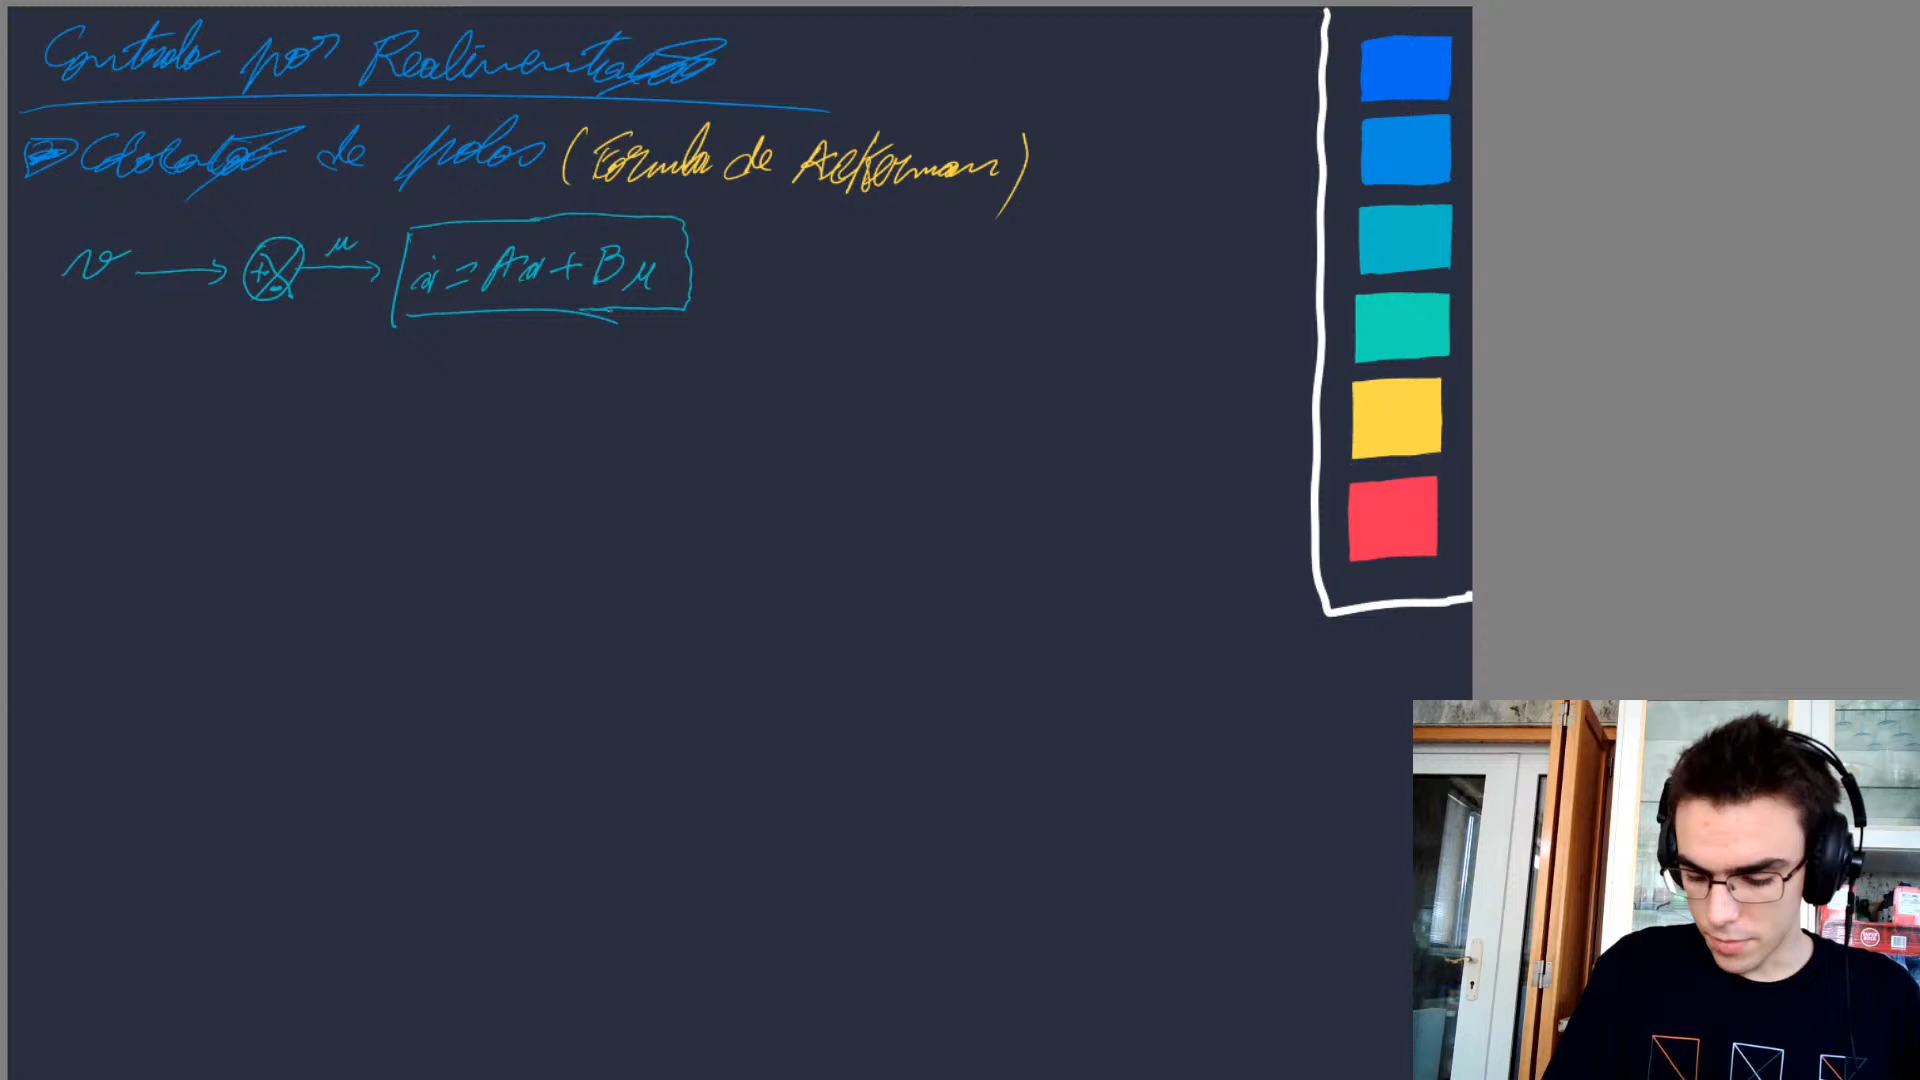 Controlo por Realimentação
Colocação de polos (Fórmula de Ackerman)
v + - u ẋ = Ax + Bu